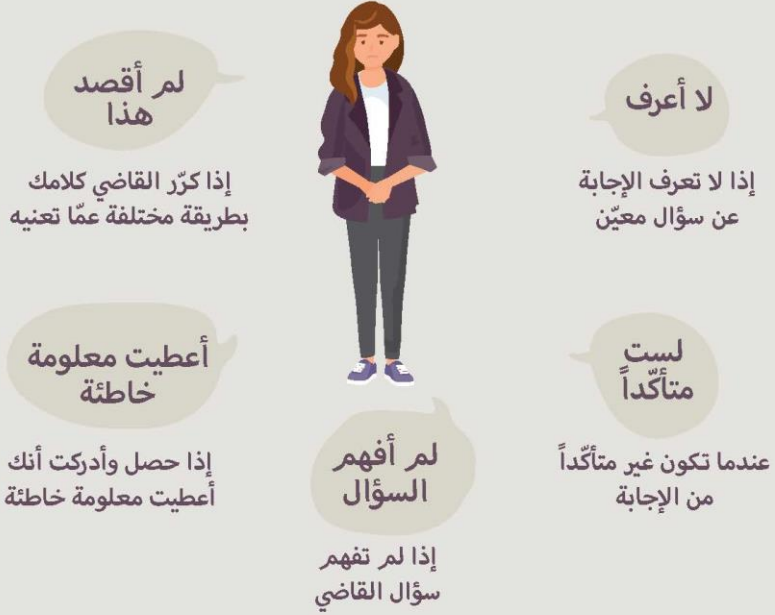 لا أعرف
إذا لا تعرف الإجابة
عن سؤال معيّن
لم أقصد
هذا
إذا كرّر القاضي كلامك
بطريقة مختلفة عمّا تعنيه
لست
متأكّداً
عندما تكون غير متأكّداً
من الإجابة
لم أفهم
السؤال
إذا لم تفهم
سؤال القاضي
أعطيت معلومة
خاطئة
إذا حصل وأدركت أنك
أعطيت معلومة خاطئة